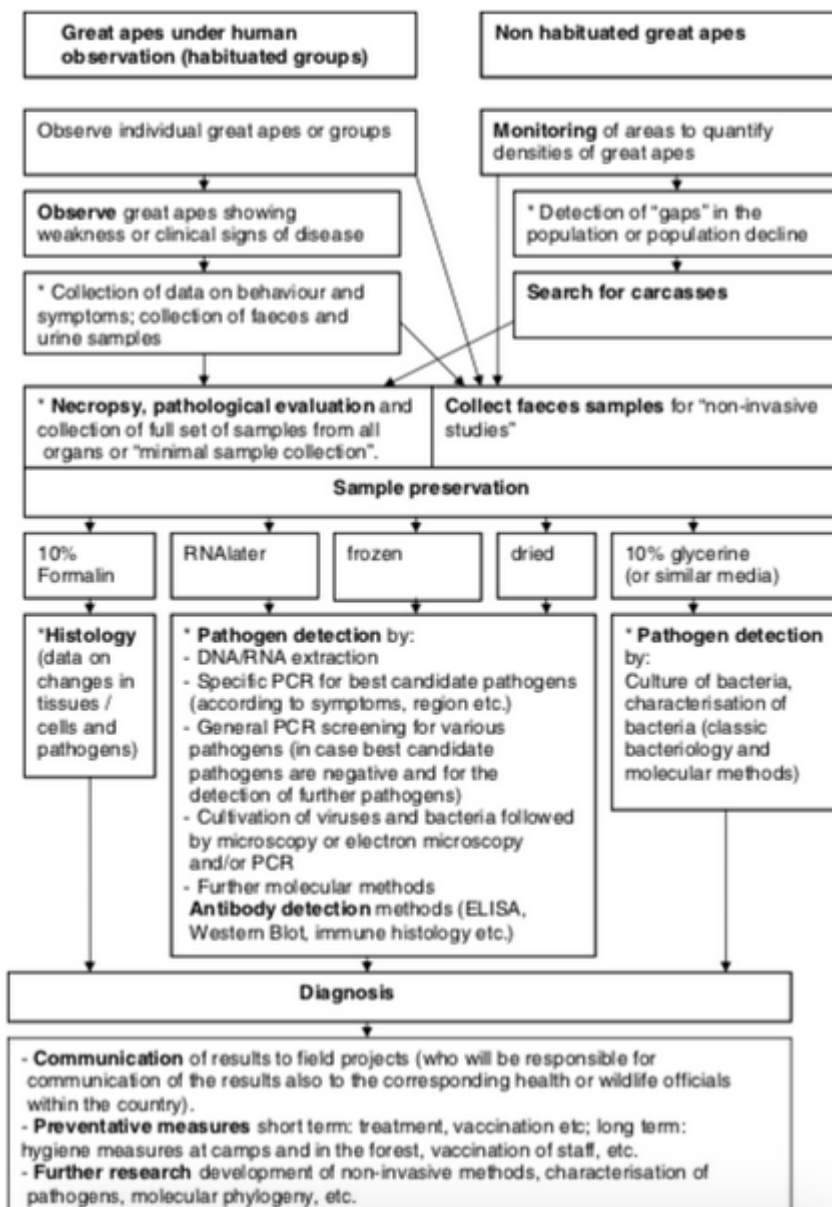 Great apes under human
observation (habituated groups)
Non habituated great apes
Observe individual great apes or groups
Monitoring of areas to quantify
densities of great apes
Observe great apes showing
weakness or clinical signs of disease
* Detection of "gaps" in the
population or population decline
* Collection of data on behaviour and
symptoms; collection of faeces and
urine samples
Search for carcasses
* Necropsy, pathological evaluation and
collection of full set of samples from all
organs or "minimal sample collection".
Collect faeces samples for "non-invasive
studies"
Sample preservation
10%
Formalin
RNAlater
frozen
dried
10% glycerine
(or similar media)
*Histology
(data on
changes in
tissues /
cells and
pathogens)
* Pathogen detection by:
- DNA/RNA extraction
- Specific PCR for best candidate pathogens
(according to symptoms, region etc.)
- General PCR screening for various
pathogens (in case best candidate
pathogens are negative and for the
detection of further pathogens)
- Cultivation of viruses and bacteria followed
by microscopy or electron microscopy
and/or PCR
- Further molecular methods
Antibody detection methods (ELISA,
Western Blot, immune histology etc.)
* Pathogen detection
by:
Culture of bacteria,
characterisation of
bacteria (classic
bacteriology and
molecular methods)
Diagnosis
- Communication of results to field projects (who will be responsible for
communication of the results also to the corresponding health or wildlife officials
within the country).
- Preventative measures short term: treatment, vaccination etc; long term:
hygiene measures at camps and in the forest, vaccination of staff, etc.
- Further research development of non-invasive methods, characterisation of
pathogens, molecular phylogeny, etc.